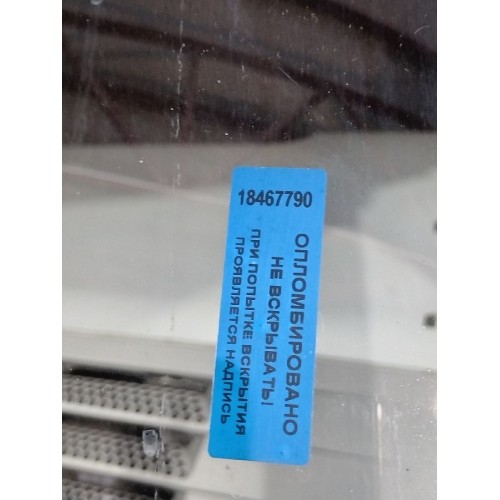 18467790
ОПЛОМБИРОВАНО
НЕ ВСКРЫВАТЬ!
ПРИ ПОПЫТКЕ ВСКРЫТИЯ
ПРОЯВЛЯЕТСЯ НАДПИСЬ